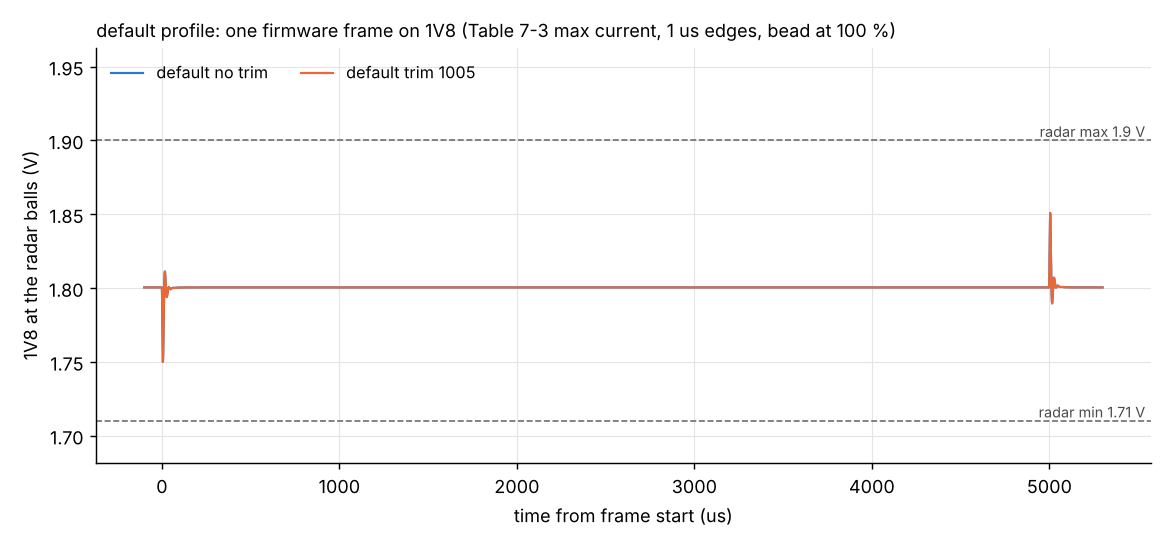 default profile: one firmware frame on 1V8 (Table 7-3 max current, 1 us edges, bead at 100 %)
default no trim
default trim 1005
1.95
1.90
1.85
1.80
1.75
1.70
radar max 1.9 V
radar min 1.71 V
1V8 at the radar balls (V)
0
1000
2000
3000
4000
5000
time from frame start (us)